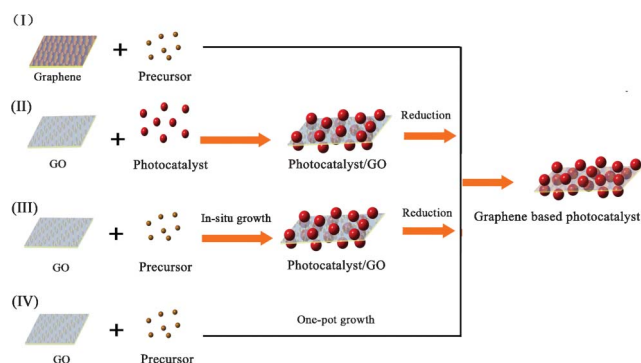 (I)
Graphene
Precursor
(II)
GO
Photocatalyst
Photocatalyst/GO
Reduction
(III)
GO
Precursor
In-situ growth
Photocatalyst/GO
Reduction
Graphene based photocatalyst
(IV)
GO
Precursor
One-pot growth